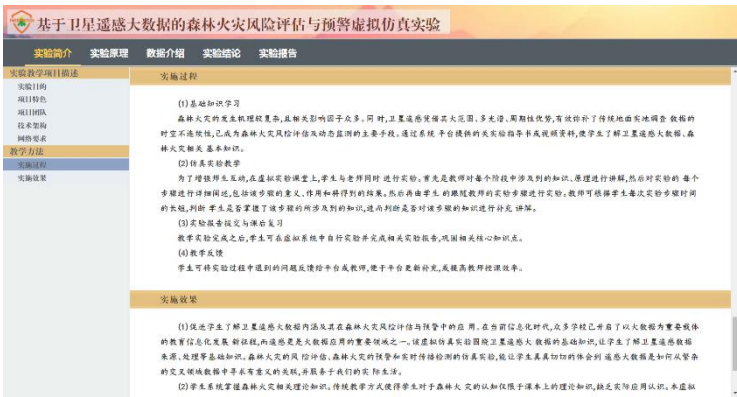 基于卫星遥感大数据的森林火灾风险评估与预警虚拟仿真实验
实验简介 实验原理 数据介绍 实验结论 实验报告
实验教学项目描述
实验目的
项目特色
项目团队
技术架构
网络要求
教学方法
实施过程
实施效果
实施过程
(1)基础知识学习
森林火灾的发生机理较复杂,且相关影响因子众多。同 时,卫星遥感凭借其大范围、多光谱、周期性优势,有效弥补了传统地面实地调查 数据的
时空不连续性,已成为森林火灾风险评估及动态监测的主要手段。通过系统 平台提供的关实验指导书或视频资料,使学生了解卫星遥感大数据、森
林火灾相关 基本知识。
(2)仿真实验教学
为了增强师生互动,在虚拟实验课堂上,学生与老师同时 进行实验。首先是教师对每个阶段中涉及到的知识、原理进行讲解,然后对实验的 每个
步骤进行详细阐述,包括该步骤的意义、作用和将得到的结果。然后再由学生 的跟随教师的实验步骤进行实验。教师可根据学生每次实验步骤时间
的长短,判断 学生是否掌握了该步骤的所涉及到的知识,进而判断是否对该步骤的知识进行补充 讲解。
(3)实验报告提交与课后复习
教学实验完成之后,学生可在虚拟系统中自行实验并完成相关实验报告,巩固相关核心知识点。
(4)教学反馈
学生可将实验过程中遇到的问题反馈给平台或教师,便于平台更新补充,或提高教师授课效率。
实施效果
(1)促进学生了解卫星遥感大数据内涵及其在森林火灾风险评估与预警中的应 用。在当前信息化时代,众多学校已开启了以大数据为重要载体
的教育信息化发展 新征程,而遥感更是大数据应用的重要领域之一。该虚拟仿真实验围绕卫星遥感大 数据的基础知识,让学生了解卫星遥感数据
来源、处理等基础知识。森林火灾的风 险评估、森林火灾的预警和实时传播检测的仿真实验,能让学生真真切切的体会到 遥感大数据是如何从繁杂
的交叉领域数据中寻求有意义的关联,并服务于我们的实 际生活。
(2)学生系统掌握森林火灾相关理论知识。传统教学方式使得学生对于森林火 灾的认知仅限于课本上的理论知识,缺乏实际应用认识。本虚拟